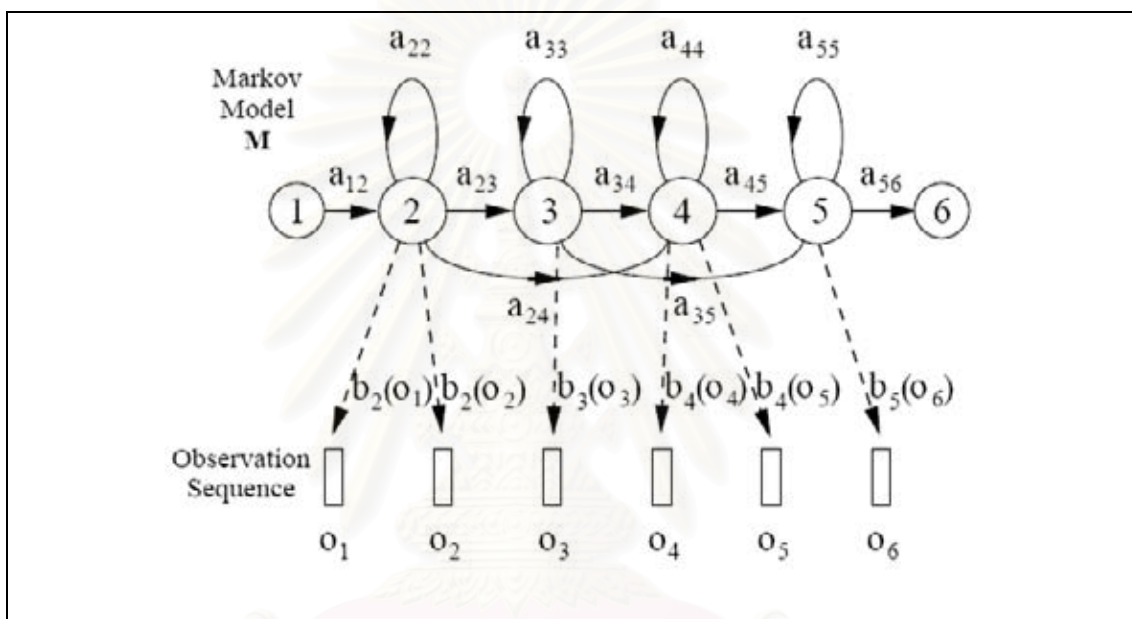 a22 a33 a44 a55
Markov
Model
M
a12 a23 a34 a45 a56
1 2 3 4 5 6
a24 a35
b2(o1) b2(o2) b3(o3) b4(o4) b4(o5) b5(o6)
Observation
Sequence
o1 o2 o3 o4 o5 o6